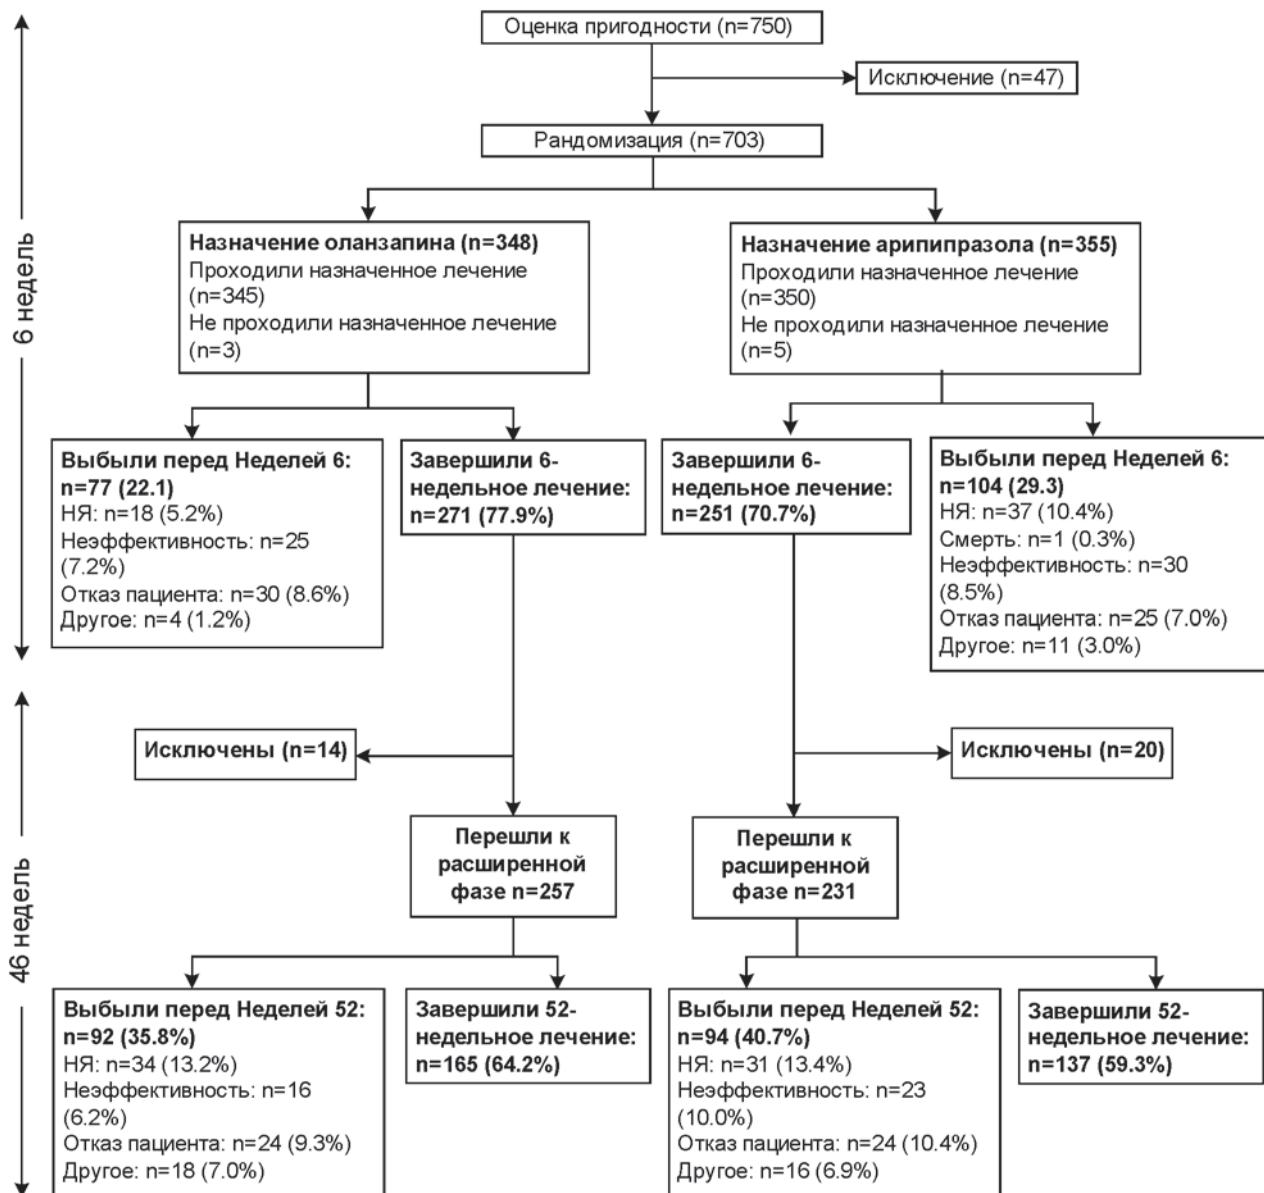 Оценка пригодности (n=750)
Исключение (n=47)
Рандомизация (n=703)
6 недель
Назначение оланзапина (n=348)
Проходили назначенное лечение
(n=345)
Не проходили назначенное лечение
(n=3)
Назначение арипипразола (n=355)
Проходили назначенное лечение
(n=350)
Не проходили назначенное лечение
(n=5)
Выбыли перед Неделей 6:
n=77 (22.1)
НЯ: n=18 (5.2%)
Неэффективность: n=25
(7.2%)
Отказ пациента: n=30 (8.6%)
Другое: n=4 (1.2%)
Завершили 6-
недельное лечение:
n=271 (77.9%)
Завершили 6-
недельное лечение:
n=251 (70.7%)
Выбыли перед Неделей 6:
n=104 (29.3)
НЯ: n=37 (10.4%)
Смерть: n=1 (0.3%)
Неэффективность: n=30
(8.5%)
Отказ пациента: n=25 (7.0%)
Другое: n=11 (3.0%)
46 недель
Исключены (n=14)
Исключены (n=20)
Перешли к
расширенной
фазе n=257
Перешли к
расширенной
фазе n=231
Выбыли перед Неделей 52:
n=92 (35.8%)
НЯ: n=34 (13.2%)
Неэффективность: n=16
(6.2%)
Отказ пациента: n=24 (9.3%)
Другое: n=18 (7.0%)
Завершили 52-
недельное лечение:
n=165 (64.2%)
Выбыли перед Неделей 52:
n=94 (40.7%)
НЯ: n=31 (13.4%)
Неэффективность: n=23
(10.0%)
Отказ пациента: n=24 (10.4%)
Другое: n=16 (6.9%)
Завершили 52-
недельное лечение:
n=137 (59.3%)